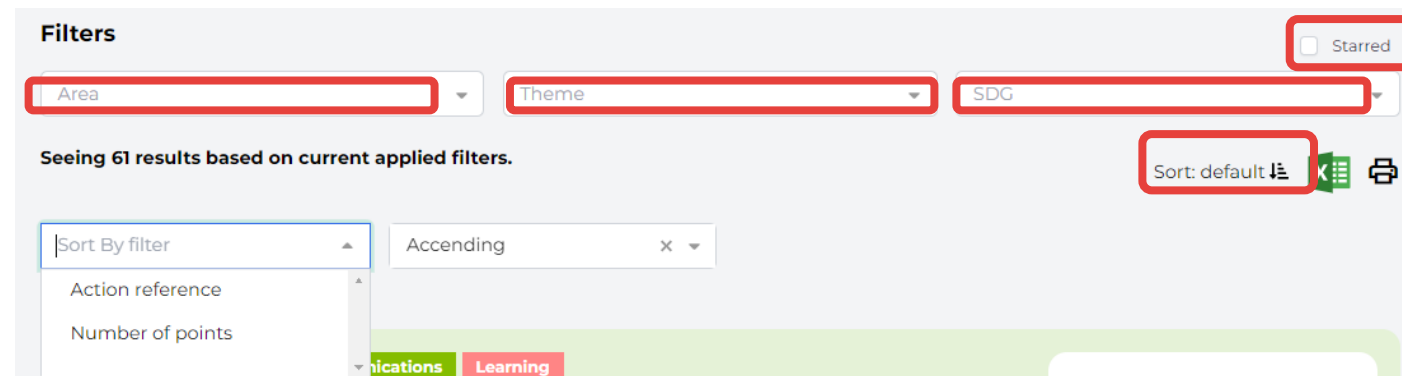 Filters
Starred
Area
Theme
SDG
Seeing 61 results based on current applied filters.
Sort: default
Sort By filter
Accending
Action reference
Number of points
nications
Learning